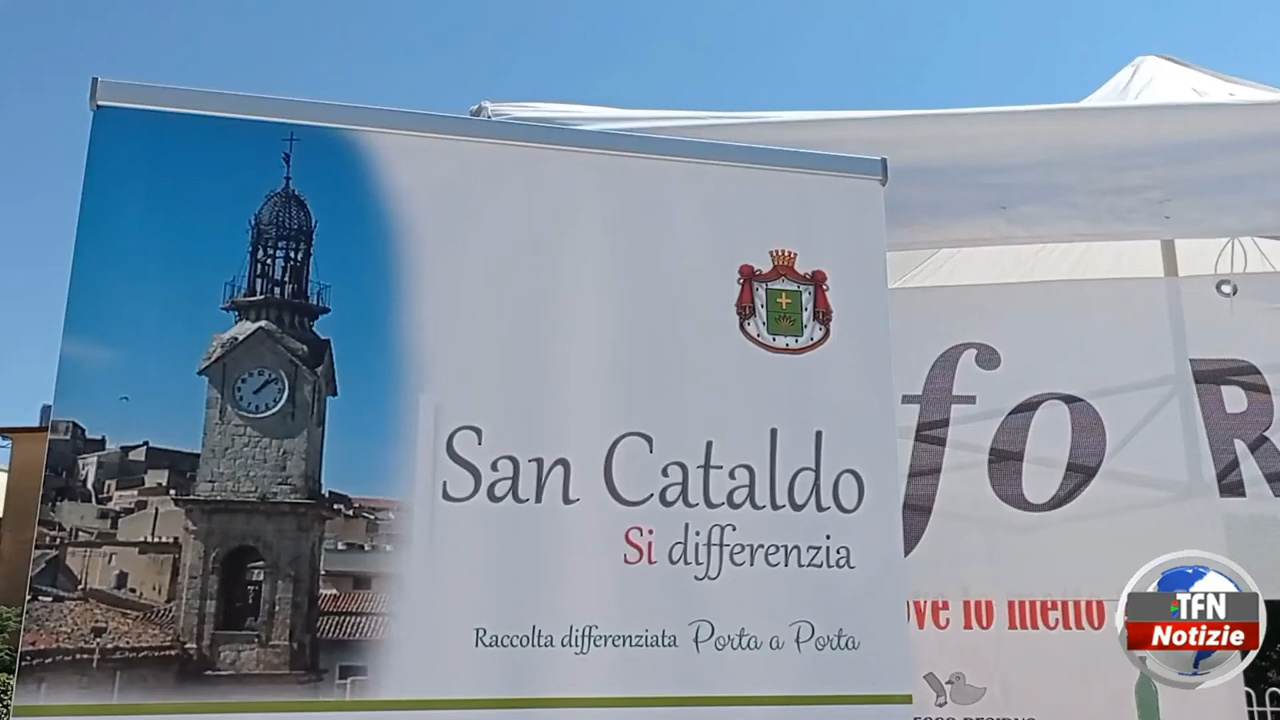 San Cataldo
Si differenzia
Raccolta differenziata Porta a Porta
fo R
ve lo metto
TFN
Notizie